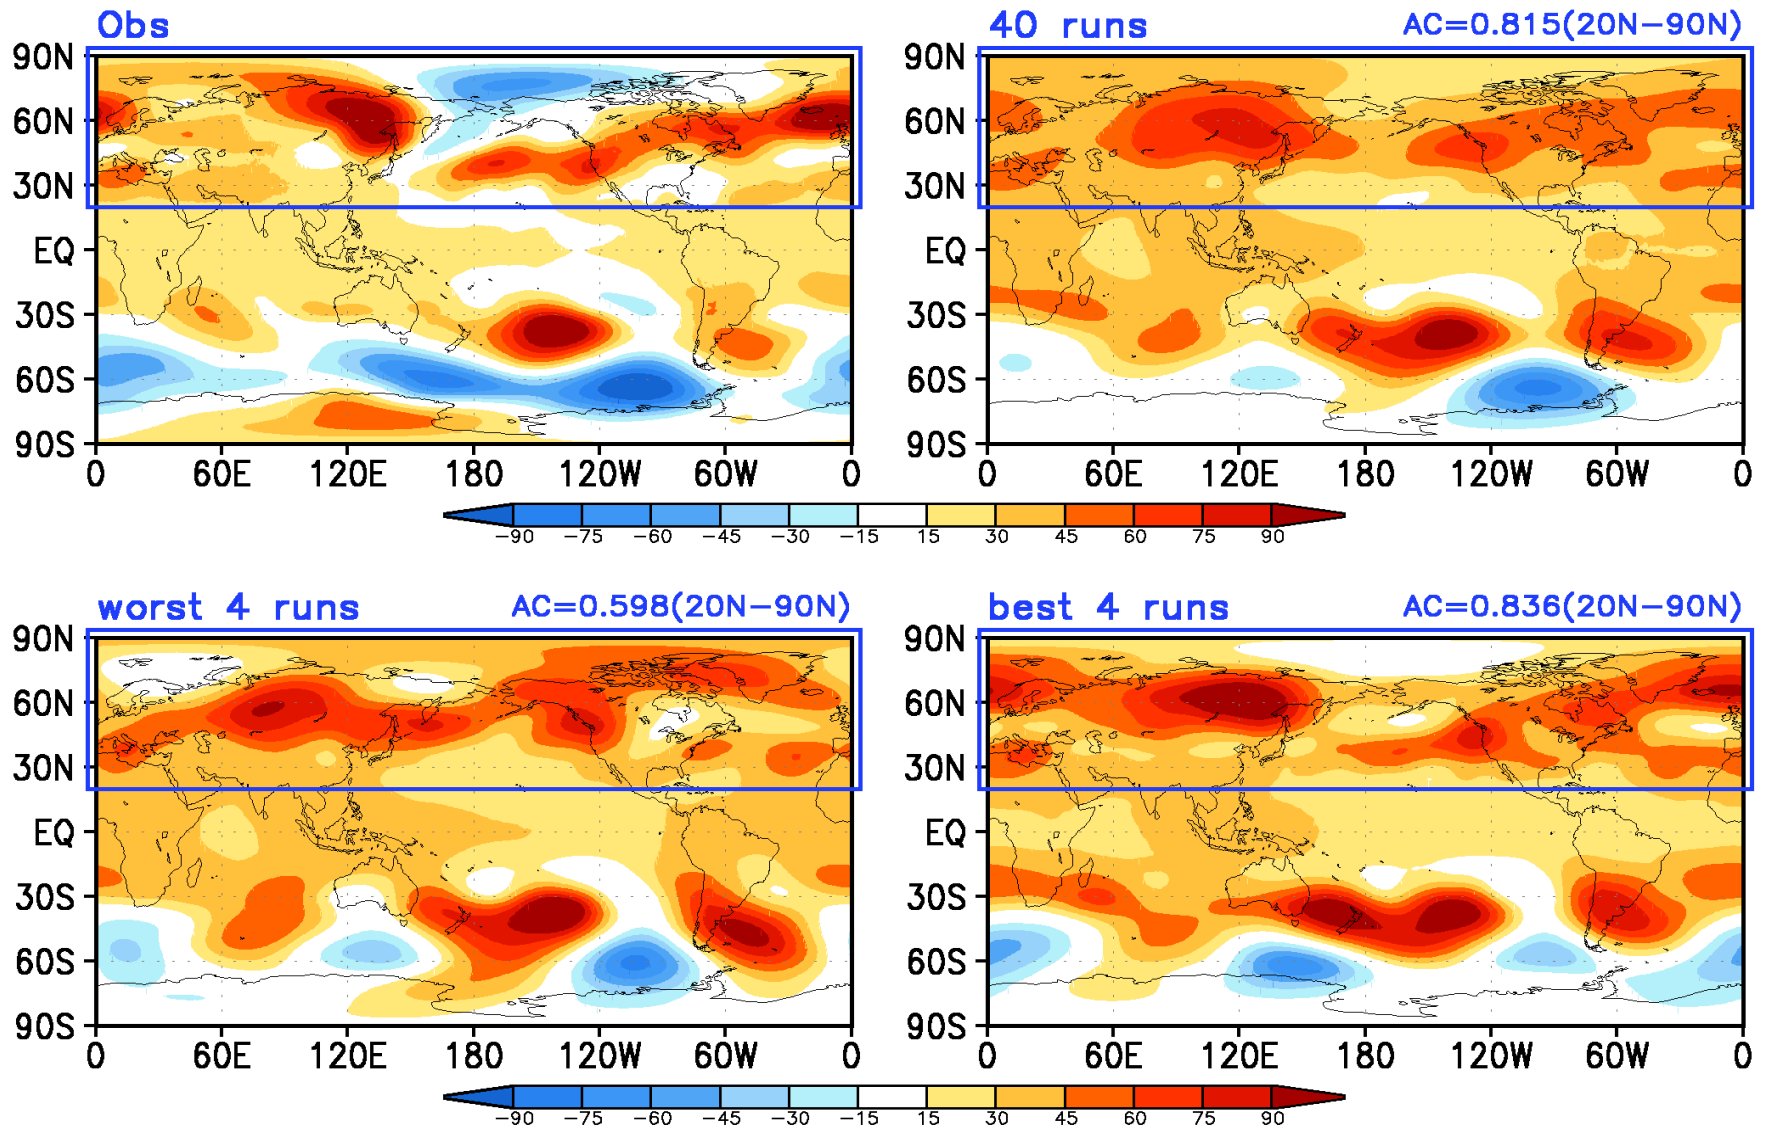 Obs
40 runs AC=0.815(20N−90N)
90N
60N
30N
EQ
30S
60S
90S
0 60E 120E 180 120W 60W 0
90N
60N
30N
EQ
30S
60S
90S
0 60E 120E 180 120W 60W 0
−90 −75 −60 −45 −30 −15 15 30 45 60 75 90
worst 4 runs AC=0.598(20N−90N)
best 4 runs AC=0.836(20N−90N)
90N
60N
30N
EQ
30S
60S
90S
0 60E 120E 180 120W 60W 0
90N
60N
30N
EQ
30S
60S
90S
0 60E 120E 180 120W 60W 0
−90 −75 −60 −45 −30 −15 15 30 45 60 75 90